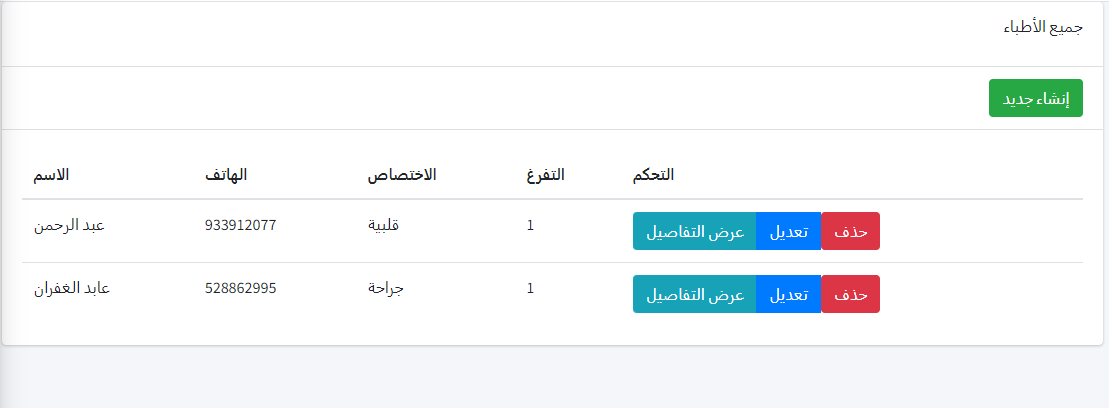 جميع الأطباء
إنشاء جديد
الاسم الهاتف الاختصاص التفرغ التحكم
عبد الرحمن 933912077 قلبية 1 عرض التفاصيل تعديل حذف
عابد الغفران 528862995 جراحة 1 عرض التفاصيل تعديل حذف